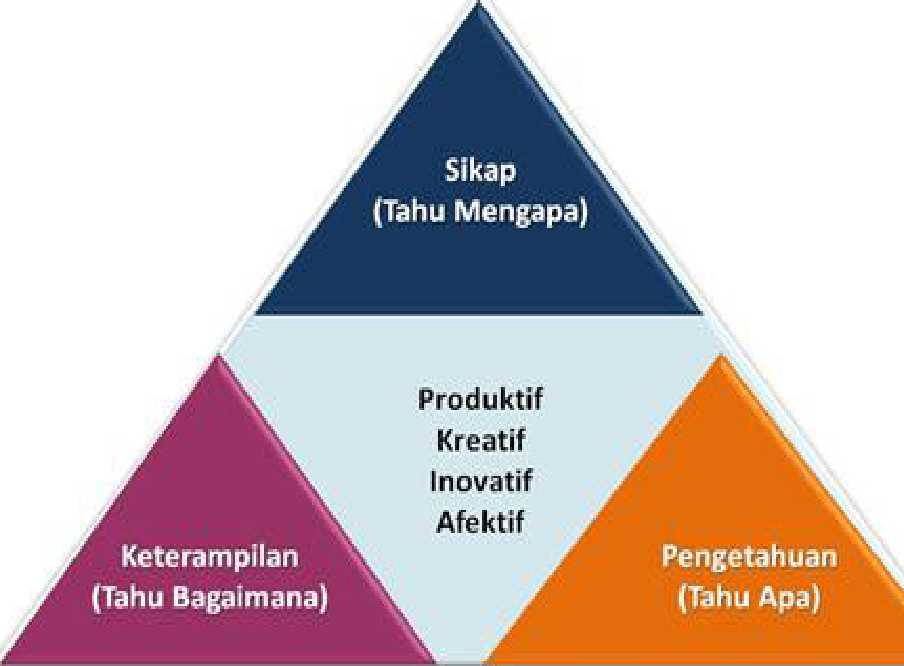 Sikap
(Tahu Mengapa)
Produktif
Kreatif
Inovatif
Afektif
Keterampilan
(Tahu Bagaimana)
Pengetahuan
(Tahu Apa)